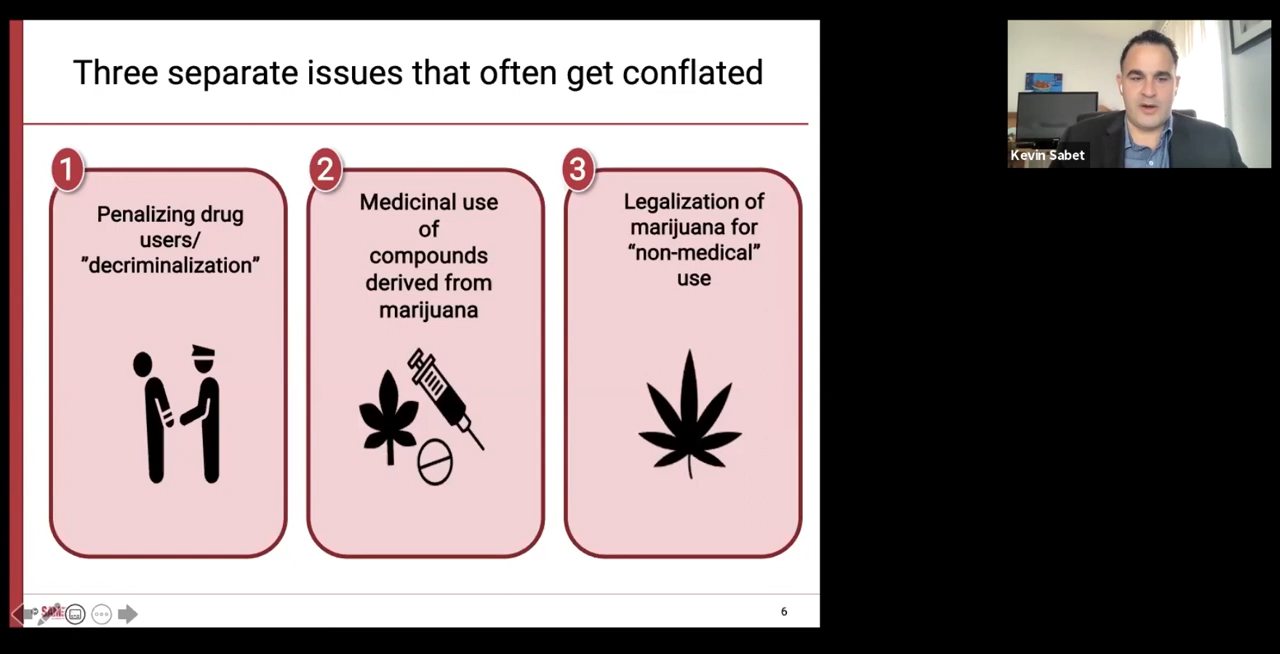 Three separate issues that often get conflated
1
Penalizing drug
users/
”decriminalization”
2
Medicinal use
of
compounds
derived from
marijuana
3
Legalization of
marijuana for
“non-medical”
use
6
Kevin Sabet